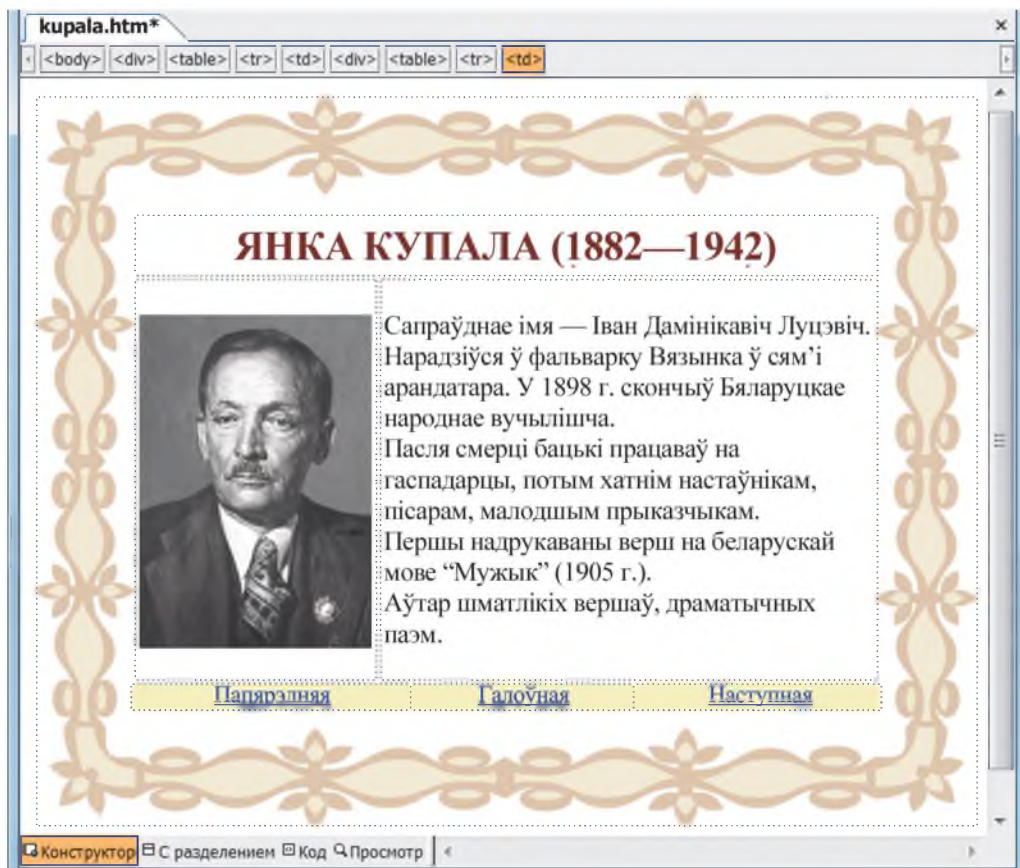 kupala.htm*
<body> <div> <table> <tr> <td> <div> <table> <tr> <td>
ЯНКА КУПАЛА (1882—1942)
Сапраўднае імя — Іван Дамінікавіч Луцэвіч.
Нарадзіўся ў фальварку Вязынка ў сям’і
арандатара. У 1898 г. скончыў Бяларуцкае
народнае вучылішча.
Пасля смерці бацькі працаваў на
гаспадарцы, потым хатнім настаўнікам,
пісарам, малодшым прыказчыкам.
Першы надрукаваны верш на беларускай
мове “Мужык” (1905 г.).
Аўтар шматлікіх вершаў, драматычных
паэм.
Папярэдняя Галоўная Наступная
Конструктор С разделением Код Просмотр